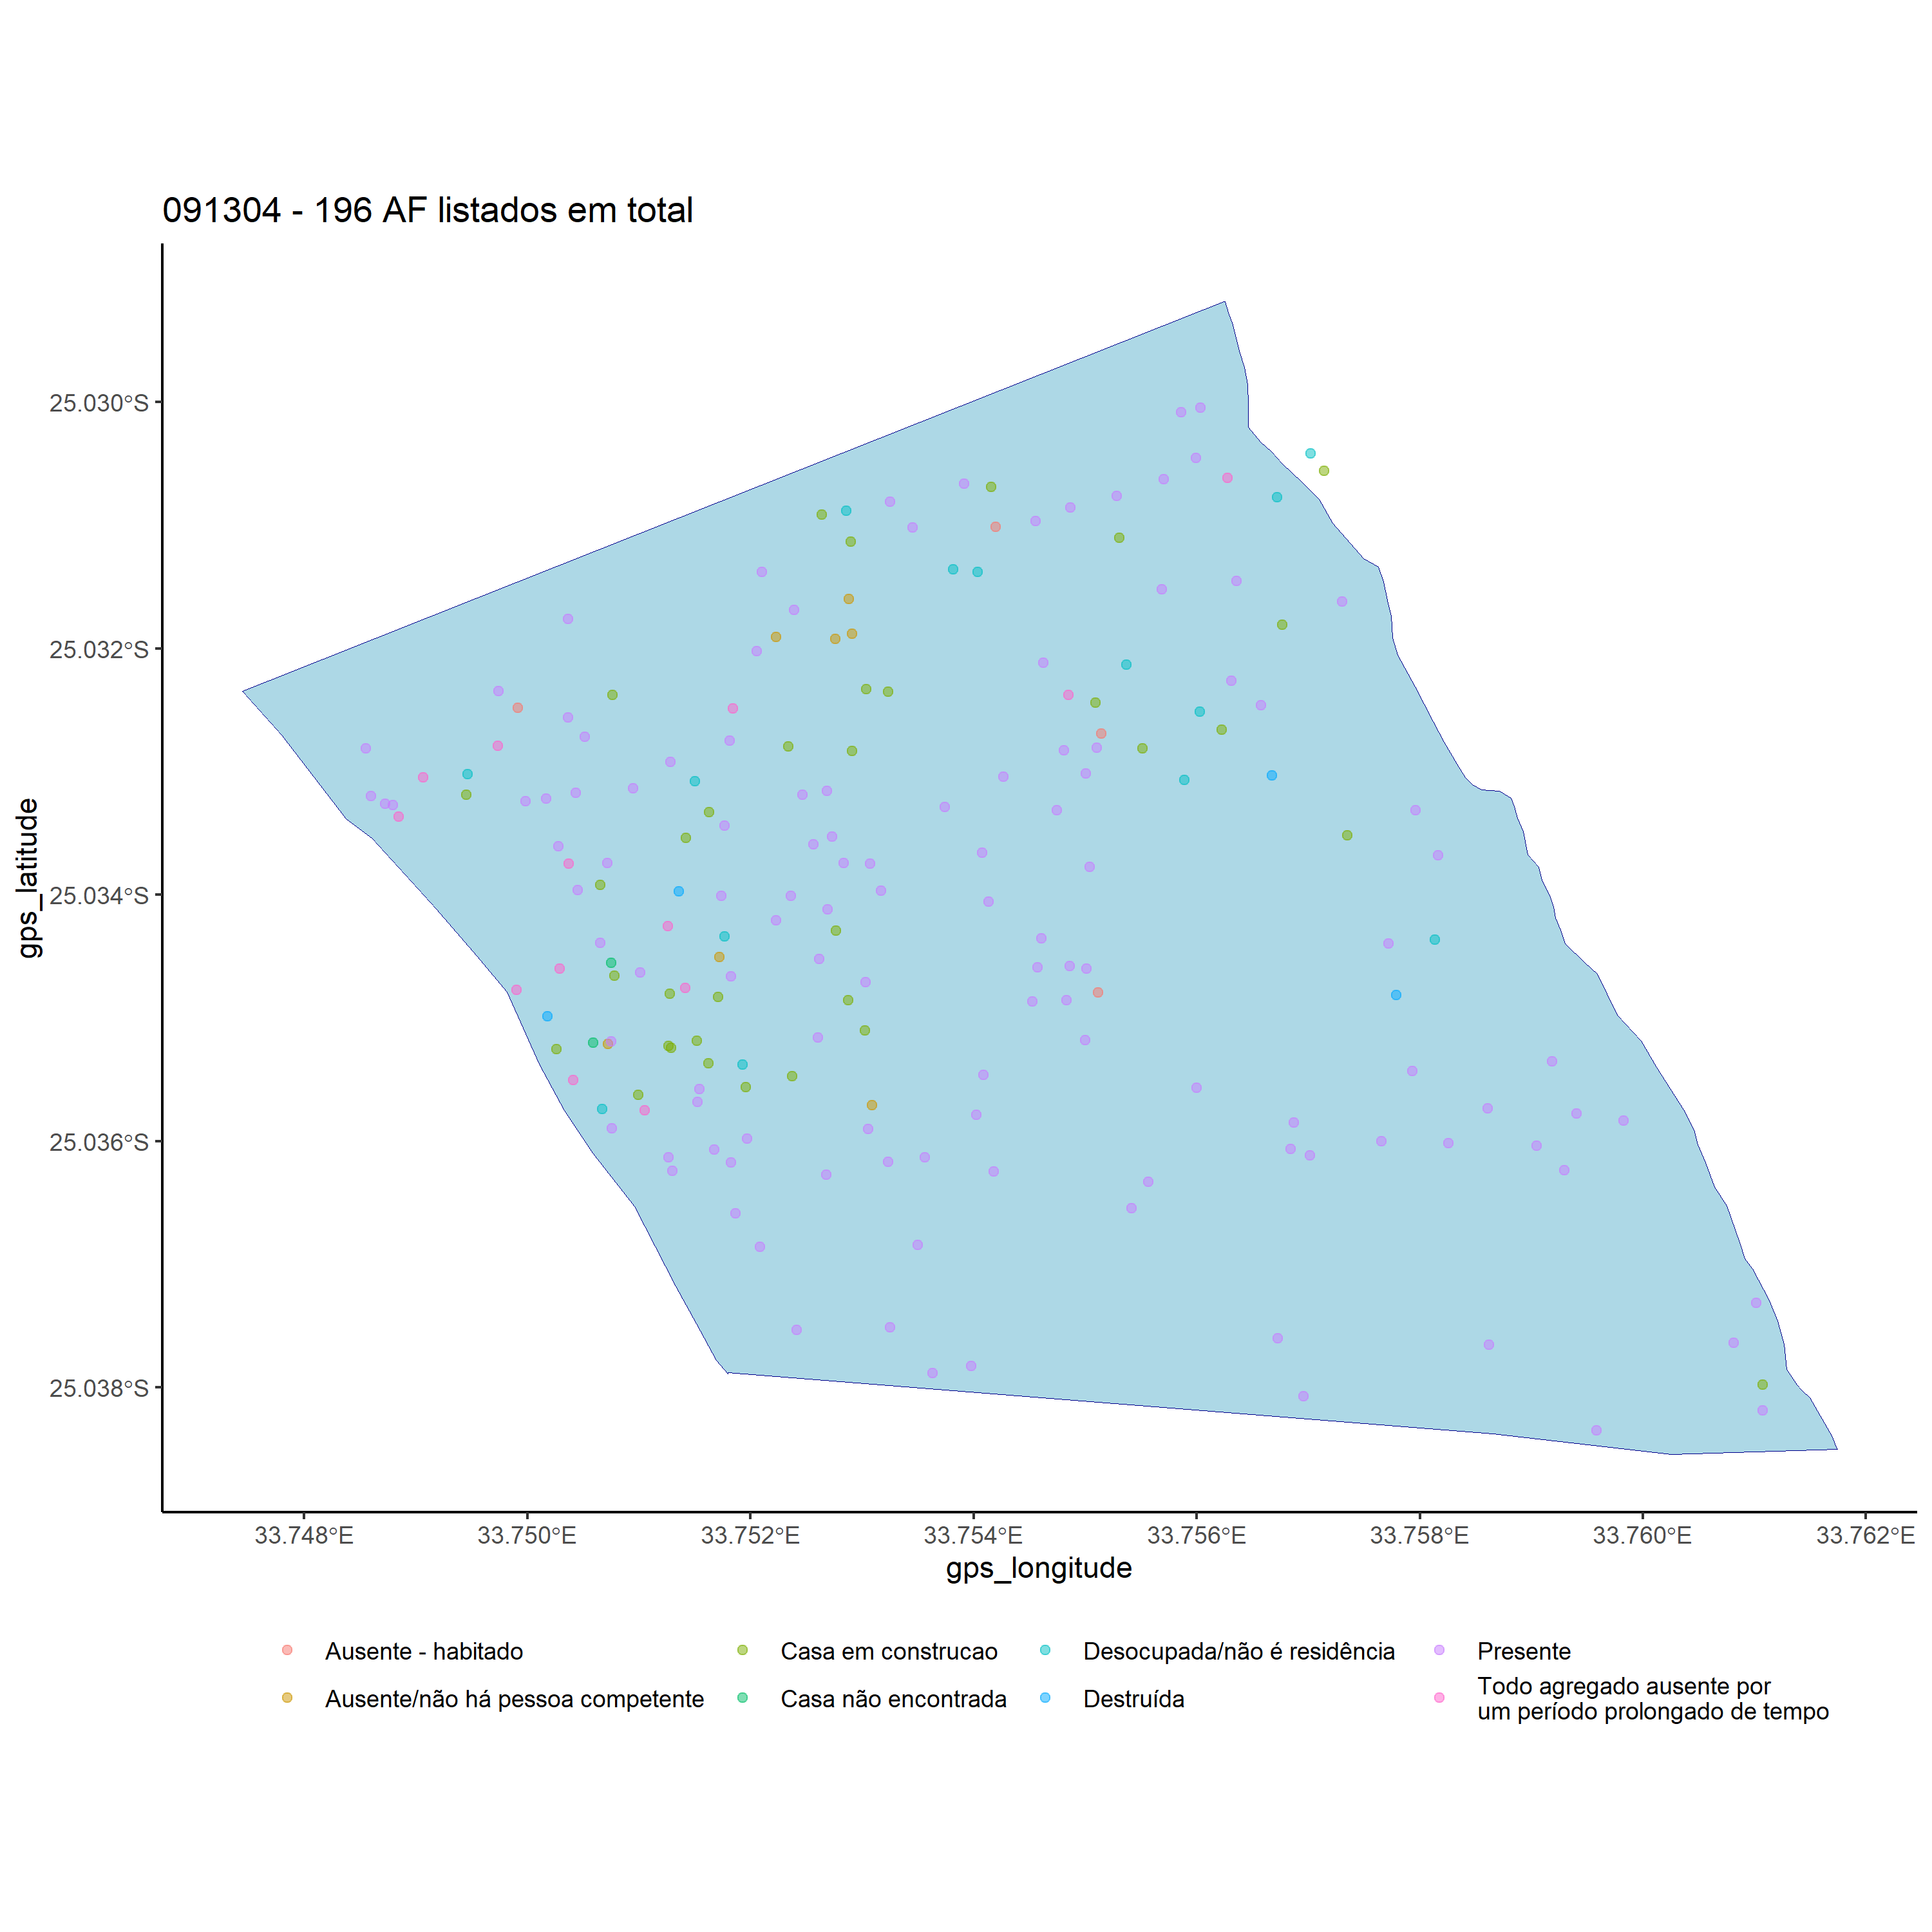 091304 - 196 AF listados em total
gps_latitude
25.030°S
25.032°S
25.034°S
25.036°S
25.038°S
33.748°E
33.750°E
33.752°E
33.754°E
33.756°E
33.758°E
33.760°E
33.762°E
gps_longitude
Ausente - habitado
Ausente/não há pessoa competente
Casa em construcao
Casa não encontrada
Desocupada/não é residência
Destruída
Presente
Todo agregado ausente por
um período prolongado de tempo